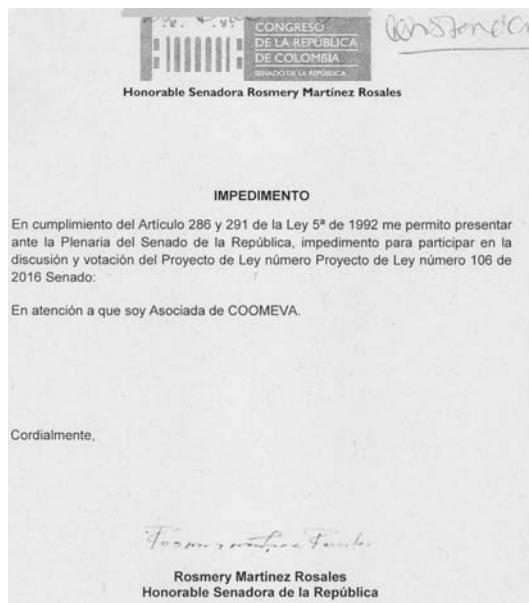 CONGRESO
DE LA REPÚBLICA
DE COLOMBIA
SENADO DE LA REPÚBLICA
Honorable Senadora Rosmery Martínez Rosales
IMPEDIMENTO
En cumplimiento del Artículo 286 y 291 de la Ley 5ª de 1992 me permito presentar
ante la Plenaria del Senado de la República, impedimento para participar en la
discusión y votación del Proyecto de Ley número Proyecto de Ley número 106 de
2016 Senado:
En atención a que soy Asociada de COOMEVA.
Cordialmente,
Rosmery Martínez Rosales
Honorable Senadora de la República